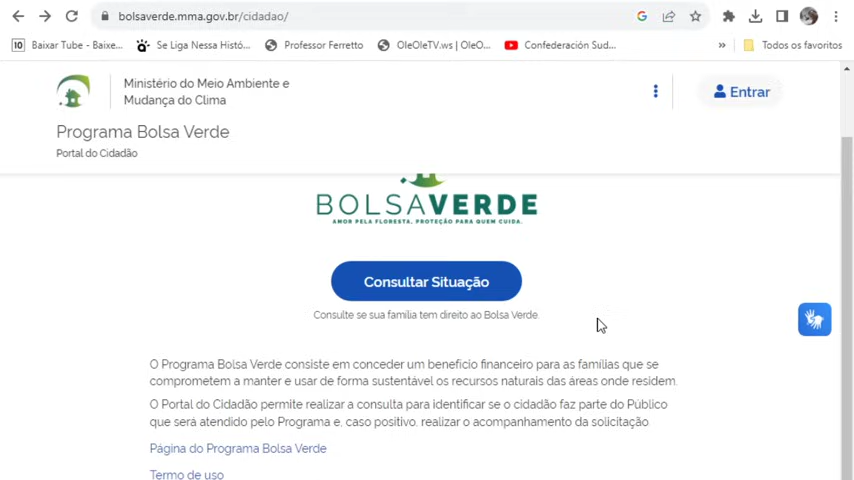 bolsaverde.mma.gov.br/cidadao/
10 Baixar Tube - Baixe... Se Liga Nessa Histó... Professor Ferretto OleOleTV.ws | OleO... Confederación Sud... » Todos os favoritos
Ministério do Meio Ambiente e
Mudança do Clima
Entrar
Programa Bolsa Verde
Portal do Cidadão
BOLSAVERDE
AMOR PELA FLORESTA. PROTEÇÃO PARA QUEM CUIDA.
Consultar Situação
Consulte se sua família tem direito ao Bolsa Verde.
O Programa Bolsa Verde consiste em conceder um benefício financeiro para as famílias que se
comprometem a manter e usar de forma sustentável os recursos naturais das áreas onde residem.
O Portal do Cidadão permite realizar a consulta para identificar se o cidadão faz parte do Público
que será atendido pelo Programa e, caso positivo, realizar o acompanhamento da solicitação
Página do Programa Bolsa Verde
Termo de uso